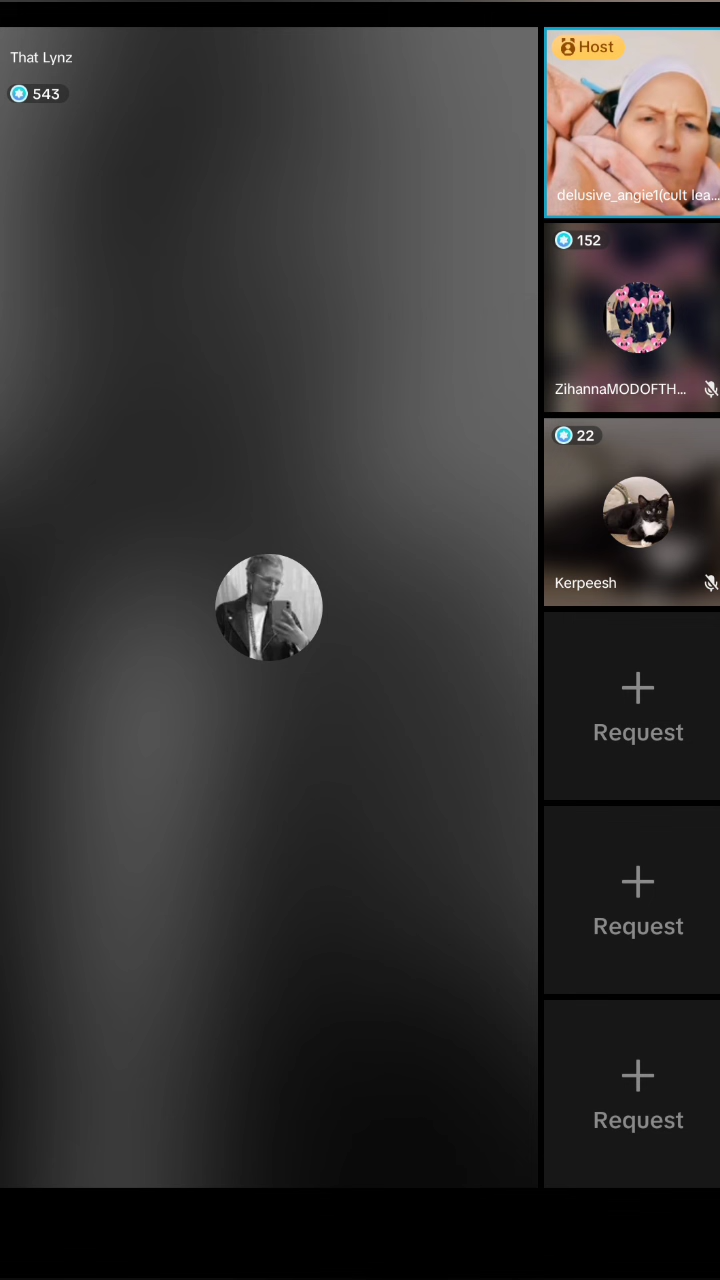 That Lynz
543
Host
delusive_angie1(cult lea...
152
ZihannaMODOFTH...
22
Kerpeesh
Request
Request
Request